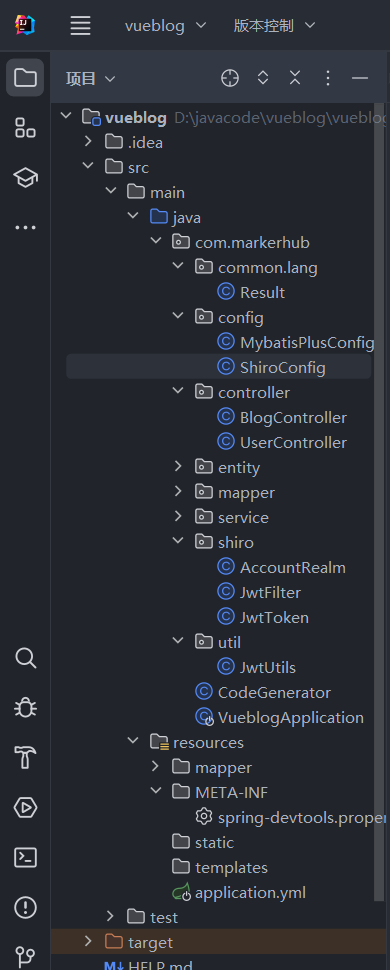 vueblog 版本控制
项目
vueblog D:\javacode\vueblog\vueblog
.idea
src
main
java
com.markerhub
common.lang
Result
config
MybatisPlusConfig
ShiroConfig
controller
BlogController
UserController
entity
mapper
service
shiro
AccountRealm
JwtFilter
JwtToken
util
JwtUtils
CodeGenerator
VueblogApplication
resources
mapper
META-INF
spring-devtools.proper
static
templates
application.yml
test
target
HELP.md